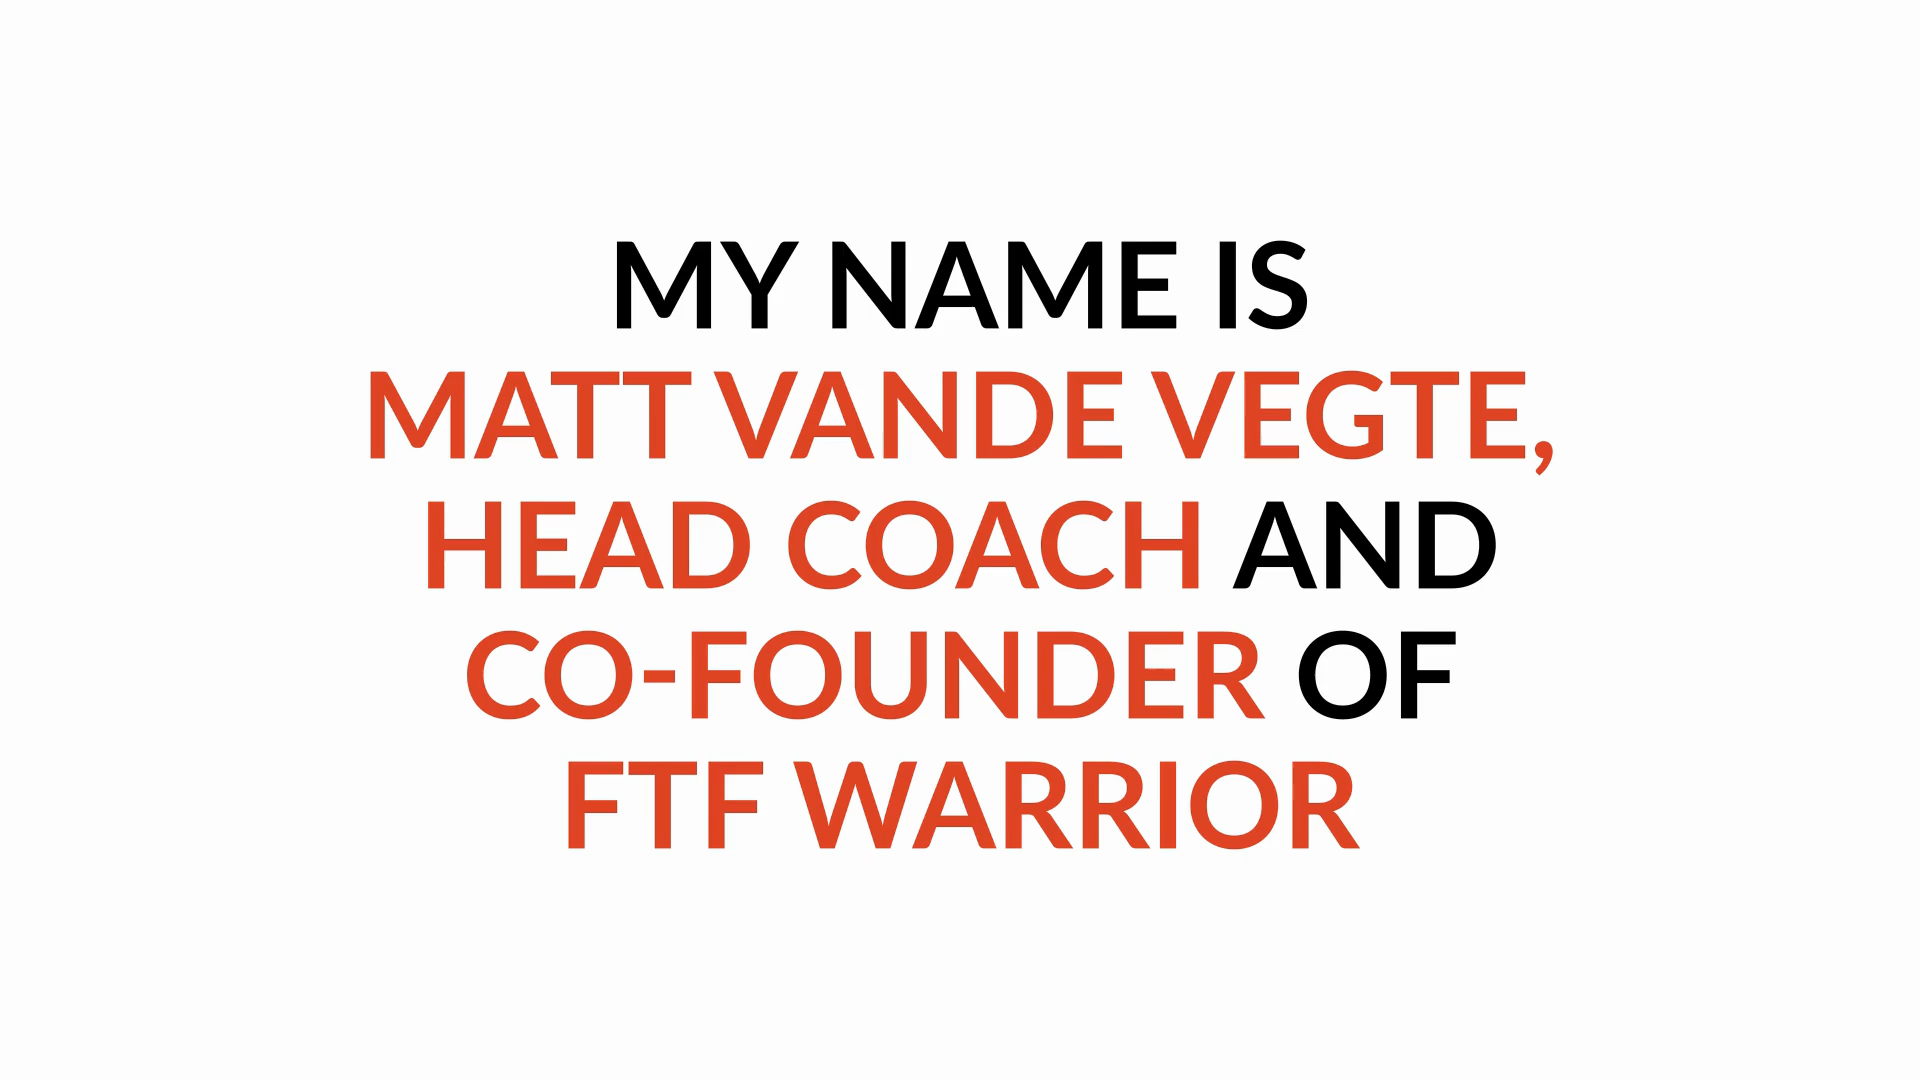 MY NAME IS
MATT VANDE VEGTE,
HEAD COACH AND
CO-FOUNDER OF
FTF WARRIOR